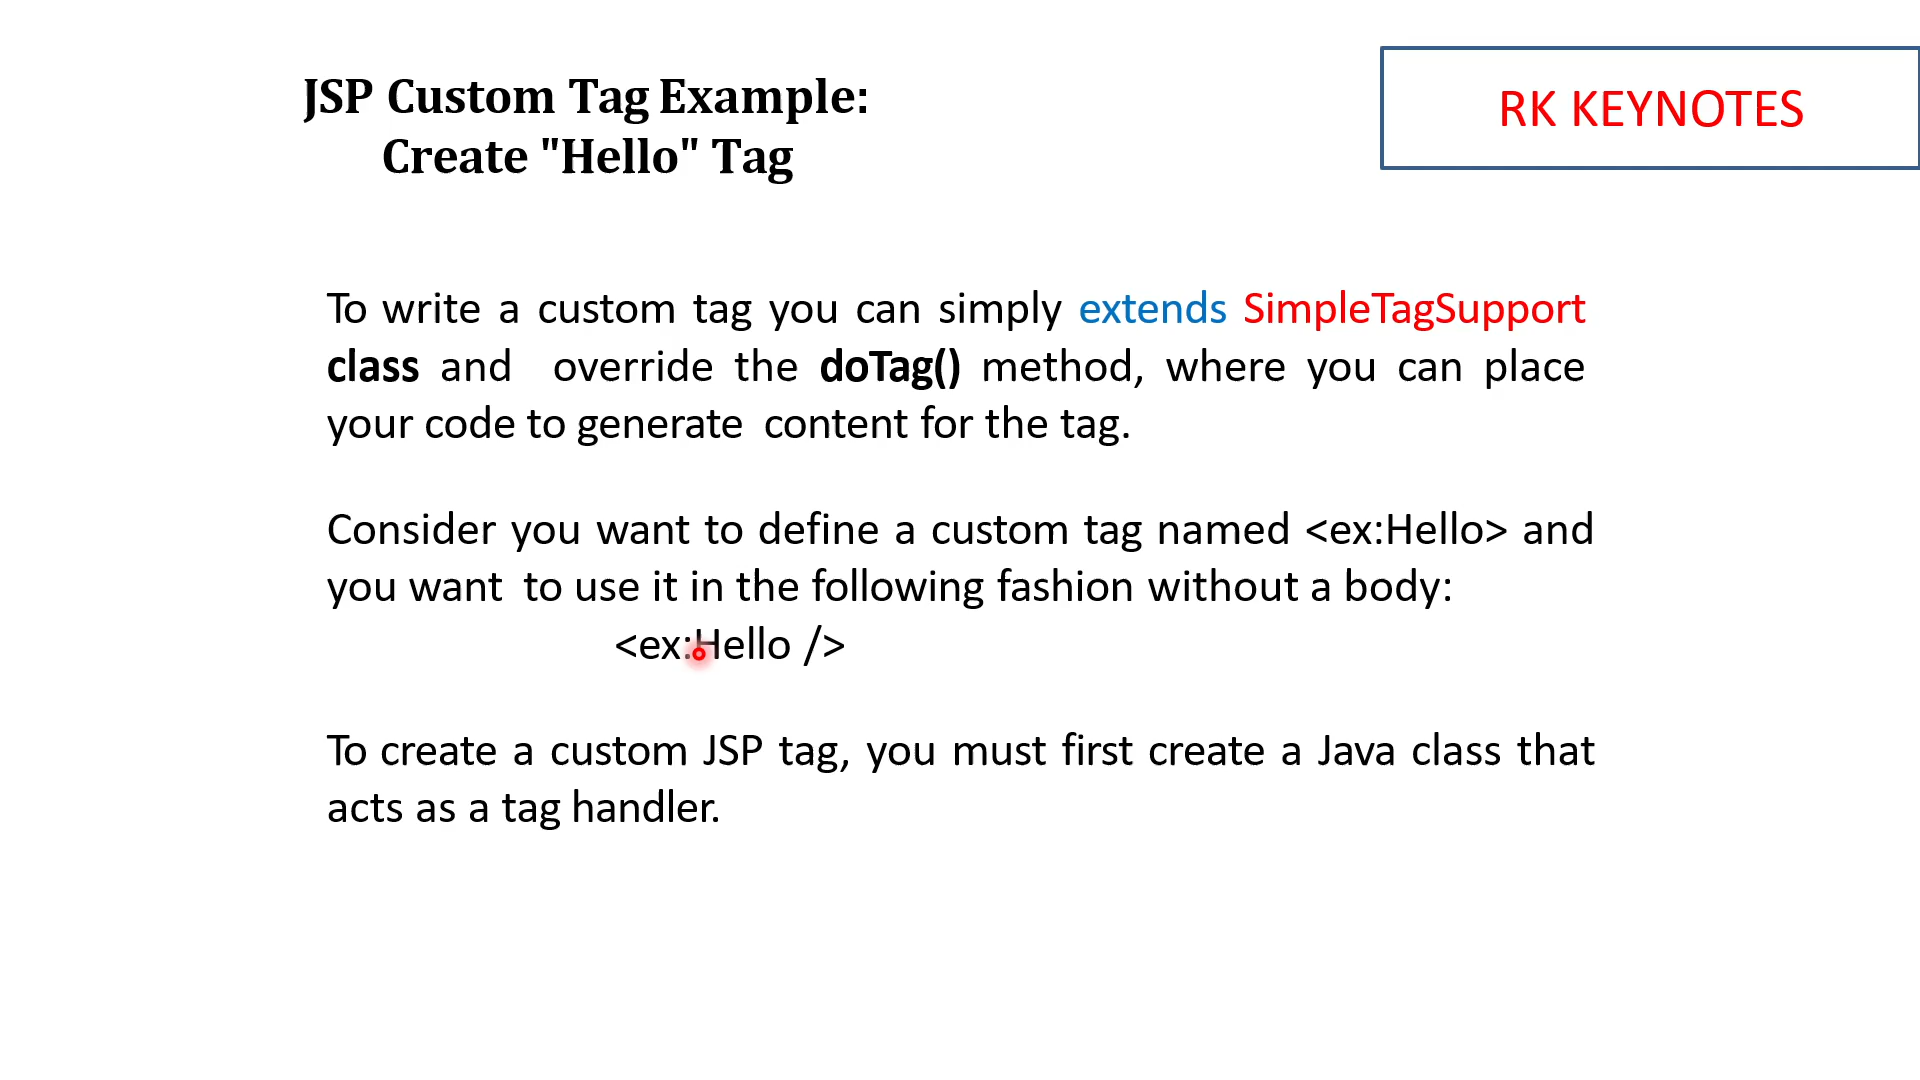 JSP Custom Tag Example:
Create "Hello" Tag
RK KEYNOTES
To write a custom tag you can simply extends SimpleTagSupport
class and override the doTag() method, where you can place
your code to generate content for the tag.
Consider you want to define a custom tag named <ex:Hello> and
you want to use it in the following fashion without a body:
<ex:Hello />
To create a custom JSP tag, you must first create a Java class that
acts as a tag handler.